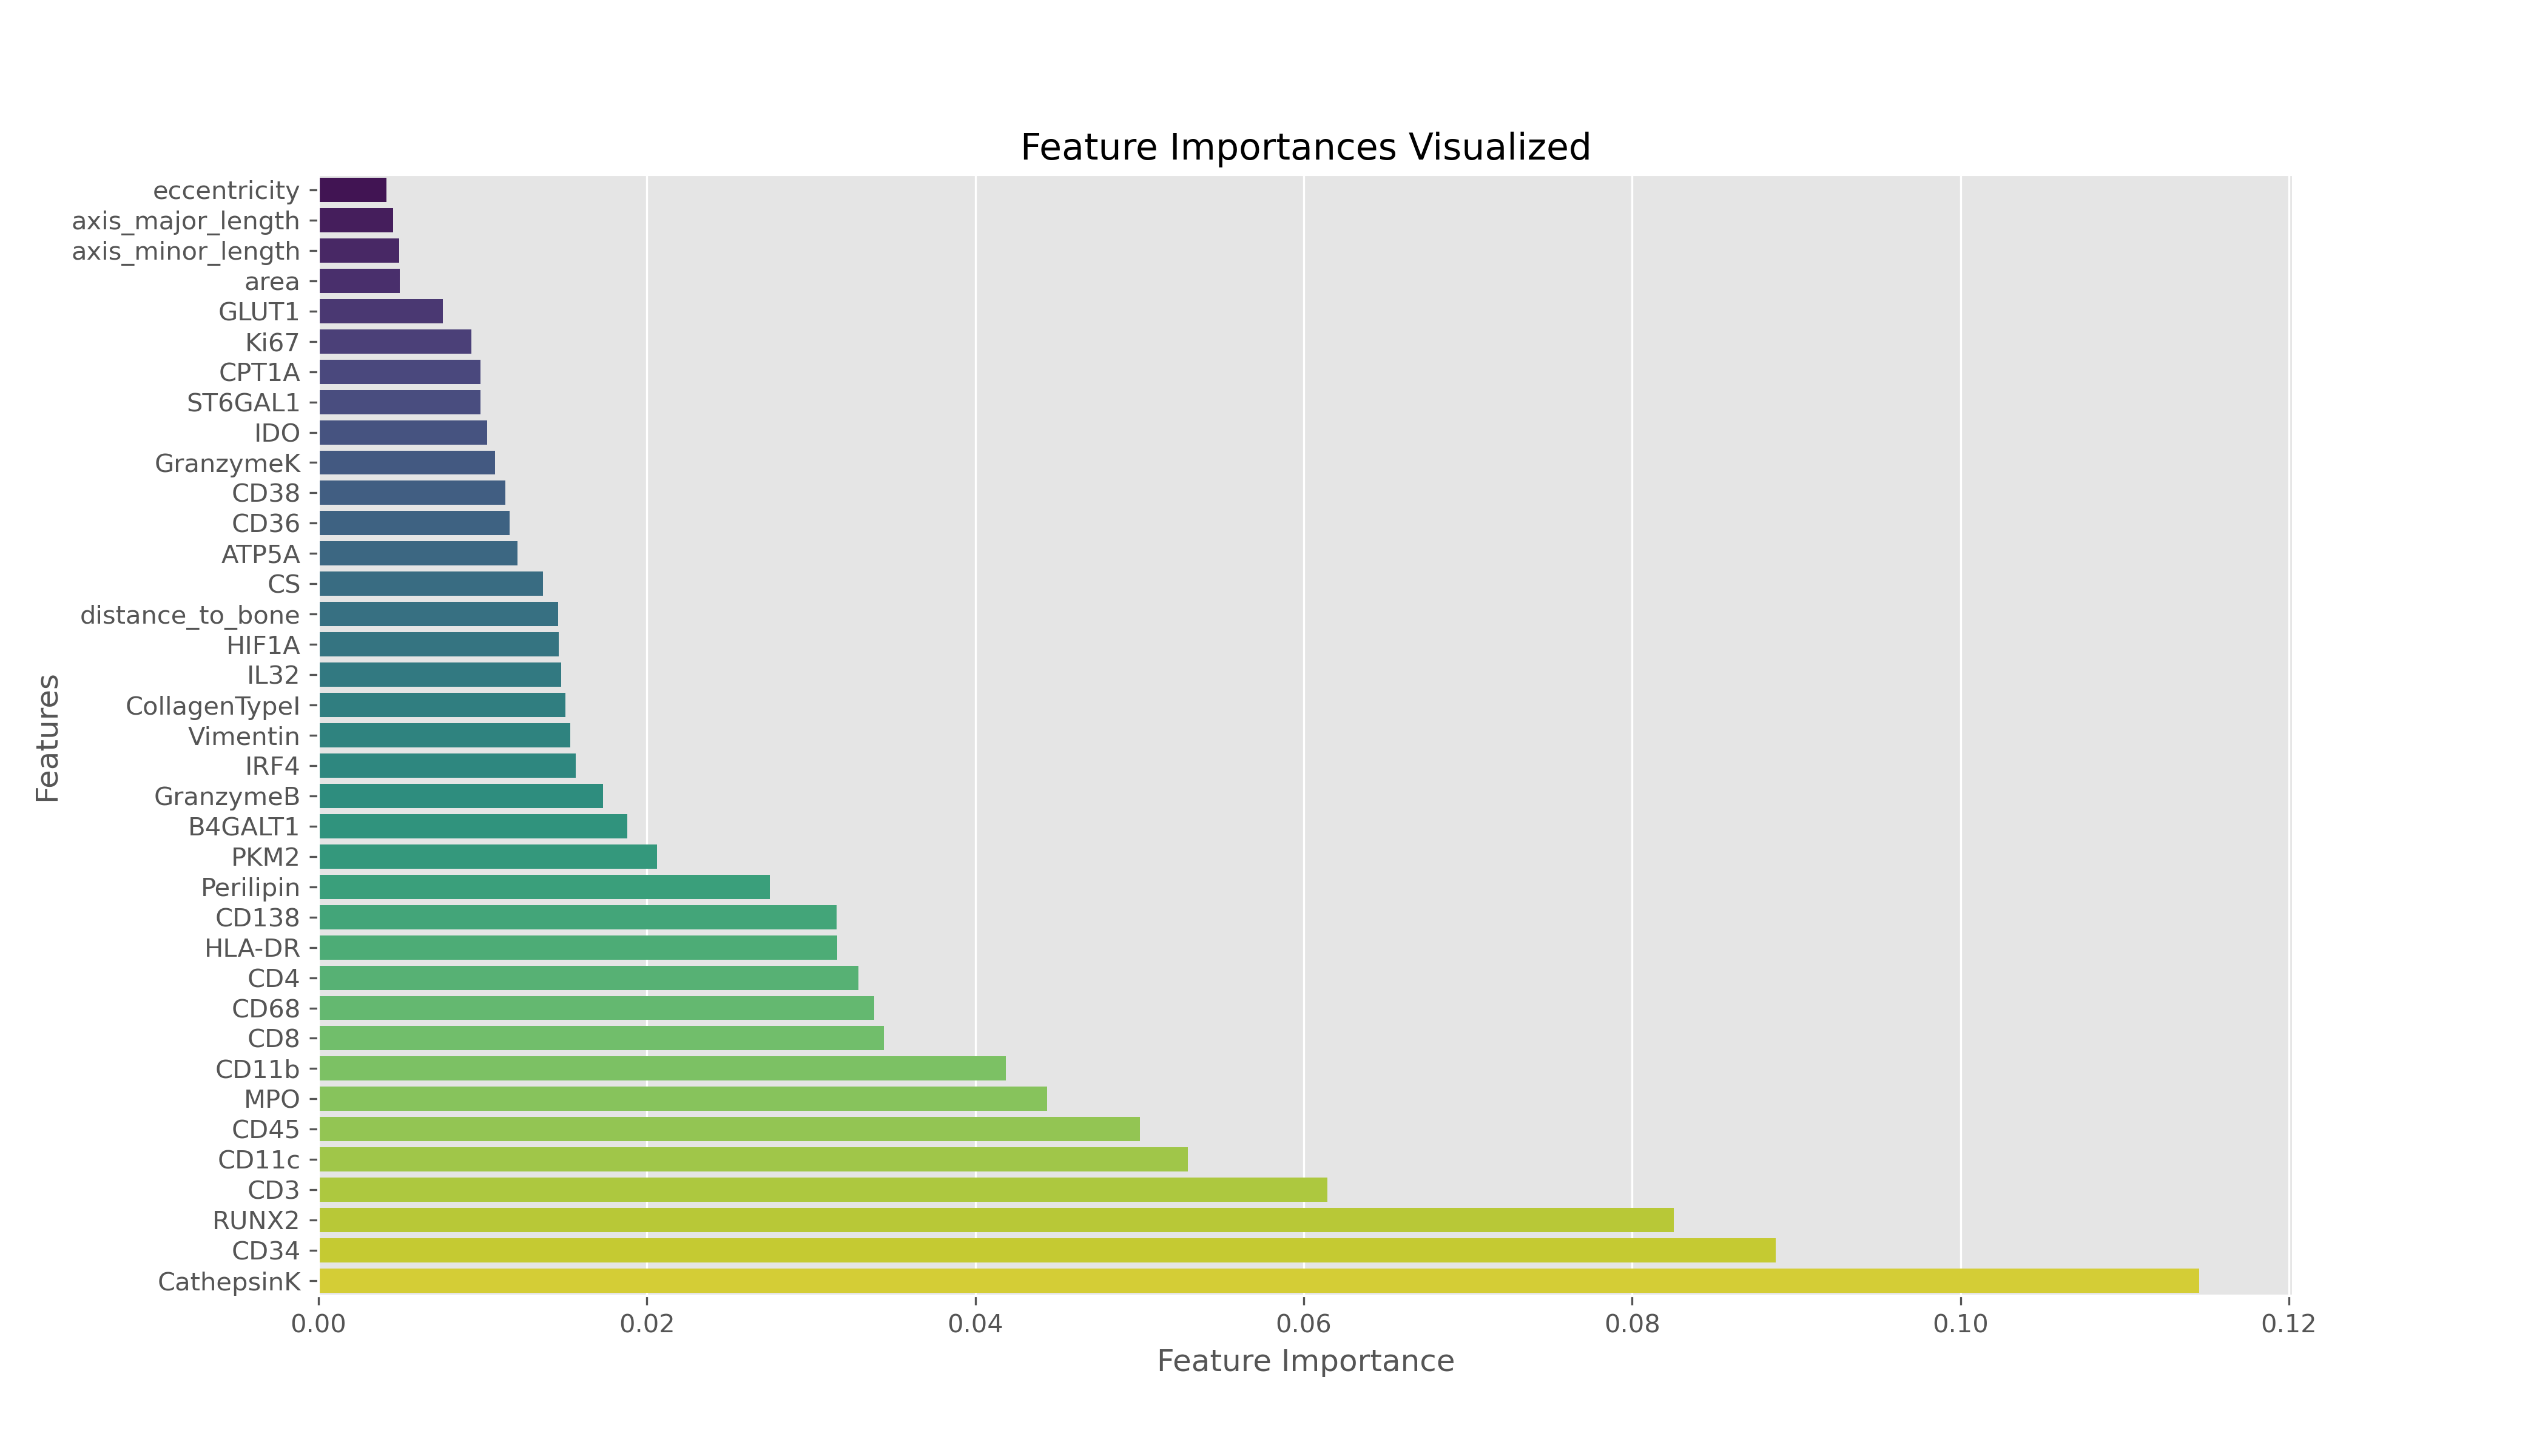 Feature Importances Visualized
eccentricity
axis_major_length
axis_minor_length
area
GLUT1
Ki67
CPT1A
ST6GAL1
IDO
GranzymeK
CD38
CD36
ATP5A
CS
distance_to_bone
HIF1A
IL32
CollagenTypeI
Vimentin
IRF4
GranzymeB
B4GALT1
PKM2
Perilipin
CD138
HLA-DR
CD4
CD68
CD8
CD11b
MPO
CD45
CD11c
CD3
RUNX2
CD34
CathepsinK
Features
0.00 0.02 0.04 0.06 0.08 0.10 0.12
Feature Importance